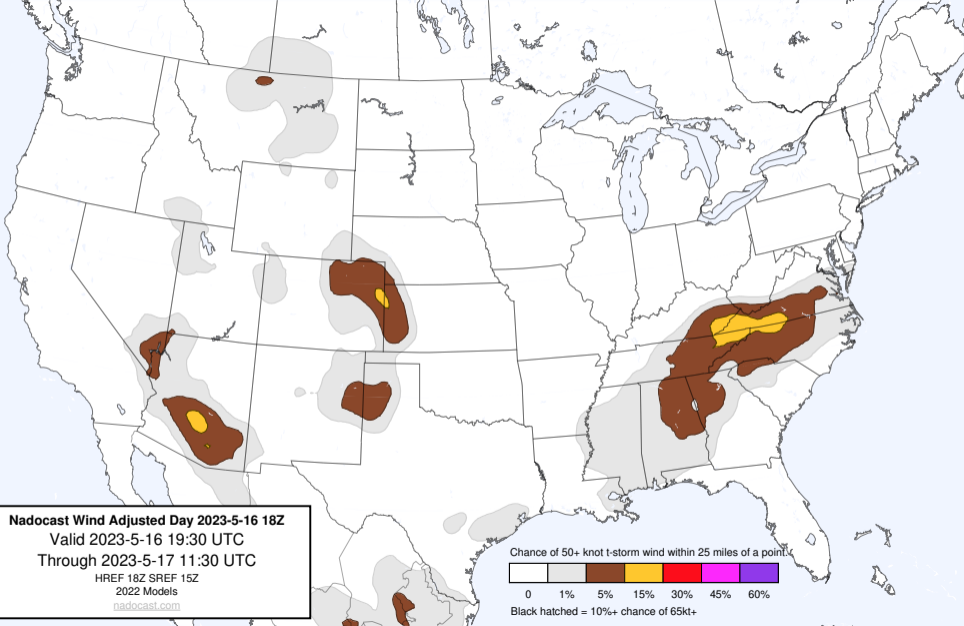 Nadocast Wind Adjusted Day 2023-5-16 18Z
Valid 2023-5-16 19:30 UTC
Through 2023-5-17 11:30 UTC
HREF 18Z SREF 15Z
2022 Models
nadocast.com
Chance of 50+ knot t-storm wind within 25 miles of a point.
0 1% 5% 15% 30% 45% 60%
Black hatched = 10%+ chance of 65kt+